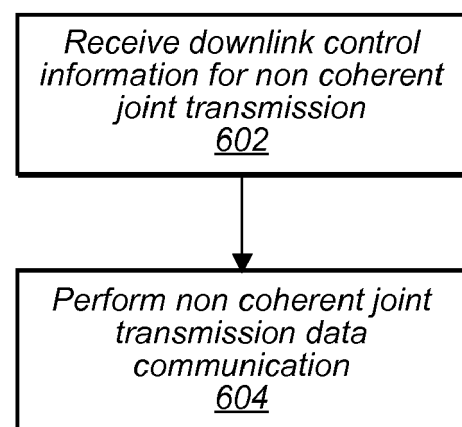 Receive downlink control
information for non coherent
joint transmission
602
Perform non coherent joint
transmission data
communication
604